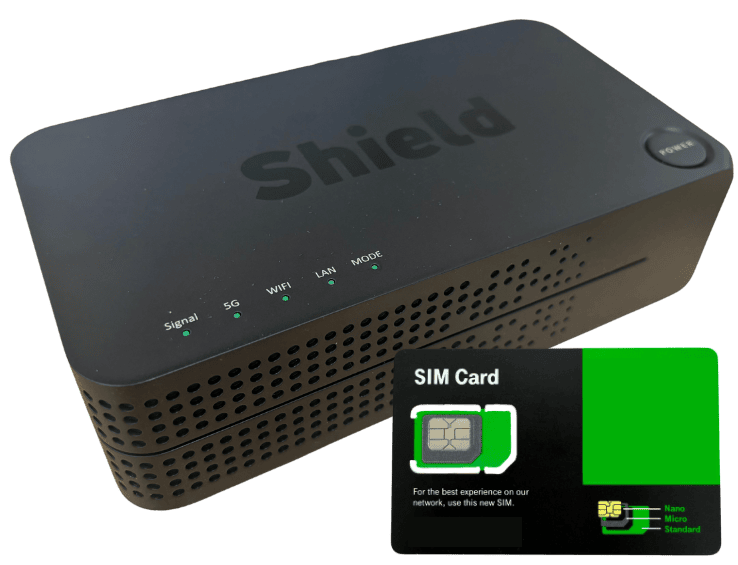 Shield
POWER
Signal
5G
WIFI
LAN
MODE
SIM Card
For the best experience on our
network, use this new SIM.
Nano
Micro
Standard